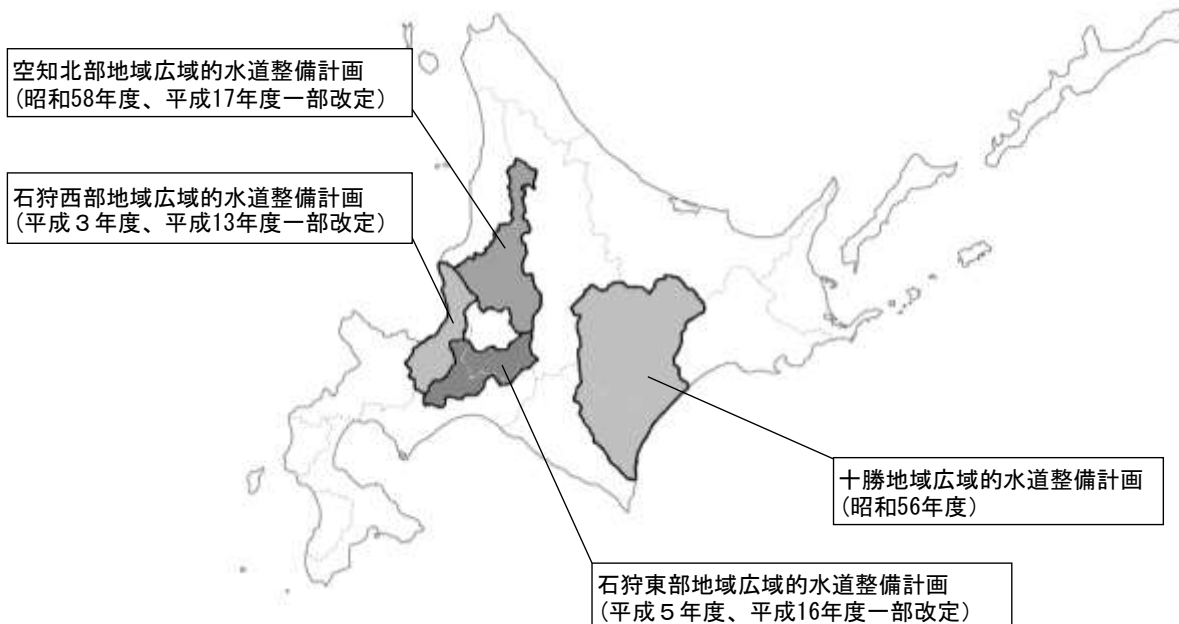 空知北部地域広域的水道整備計画
(昭和58年度、平成17年度一部改定)
石狩西部地域広域的水道整備計画
(平成３年度、平成13年度一部改定)
十勝地域広域的水道整備計画
(昭和56年度)
石狩東部地域広域的水道整備計画
(平成５年度、平成16年度一部改定)